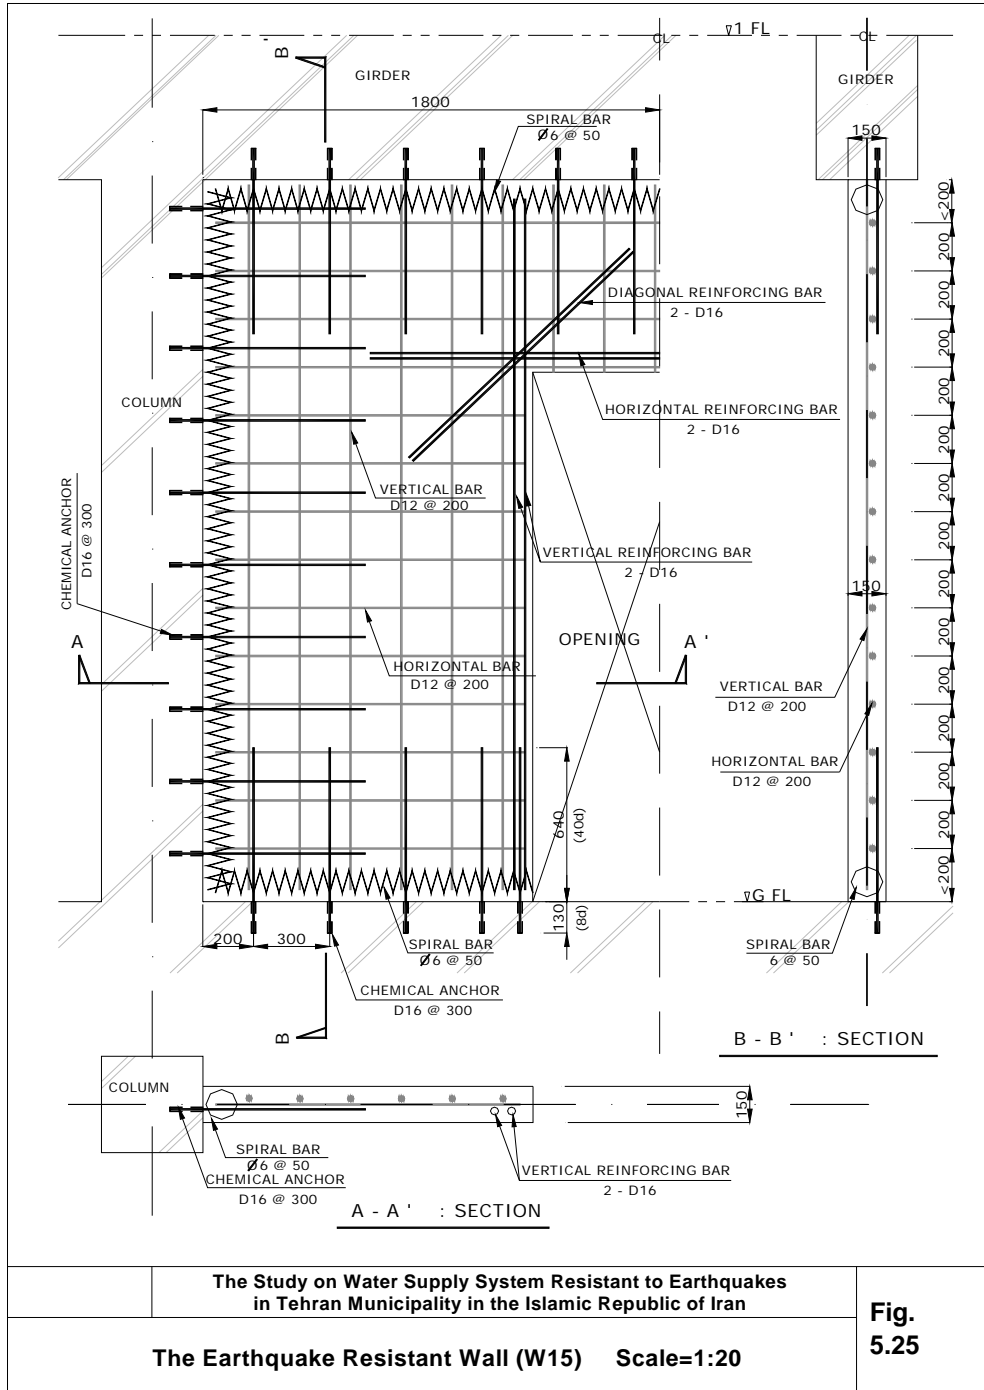 B '
CL
∇1 FL
CL
GIRDER
GIRDER
1800
SPIRAL BAR
Ø6 @ 50
150
<200
200
200
200
200
200
200
200
200
200
200
200
200
200
<200
DIAGONAL REINFORCING BAR
2 - D16
COLUMN
HORIZONTAL REINFORCING BAR
2 - D16
VERTICAL BAR
D12 @ 200
CHEMICAL ANCHOR
D16 @ 300
VERTICAL REINFORCING BAR
2 - D16
150
A
OPENING
A '
HORIZONTAL BAR
D12 @ 200
VERTICAL BAR
D12 @ 200
HORIZONTAL BAR
D12 @ 200
640
(40d)
130
(8d)
∇G FL
200
300
SPIRAL BAR
Ø6 @ 50
SPIRAL BAR
6 @ 50
CHEMICAL ANCHOR
D16 @ 300
B
B - B ' : SECTION
COLUMN
150
SPIRAL BAR
Ø6 @ 50
CHEMICAL ANCHOR
D16 @ 300
VERTICAL REINFORCING BAR
2 - D16
A - A ' : SECTION
The Study on Water Supply System Resistant to Earthquakes
in Tehran Municipality in the Islamic Republic of Iran
The Earthquake Resistant Wall (W15) Scale=1:20
Fig.
5.25